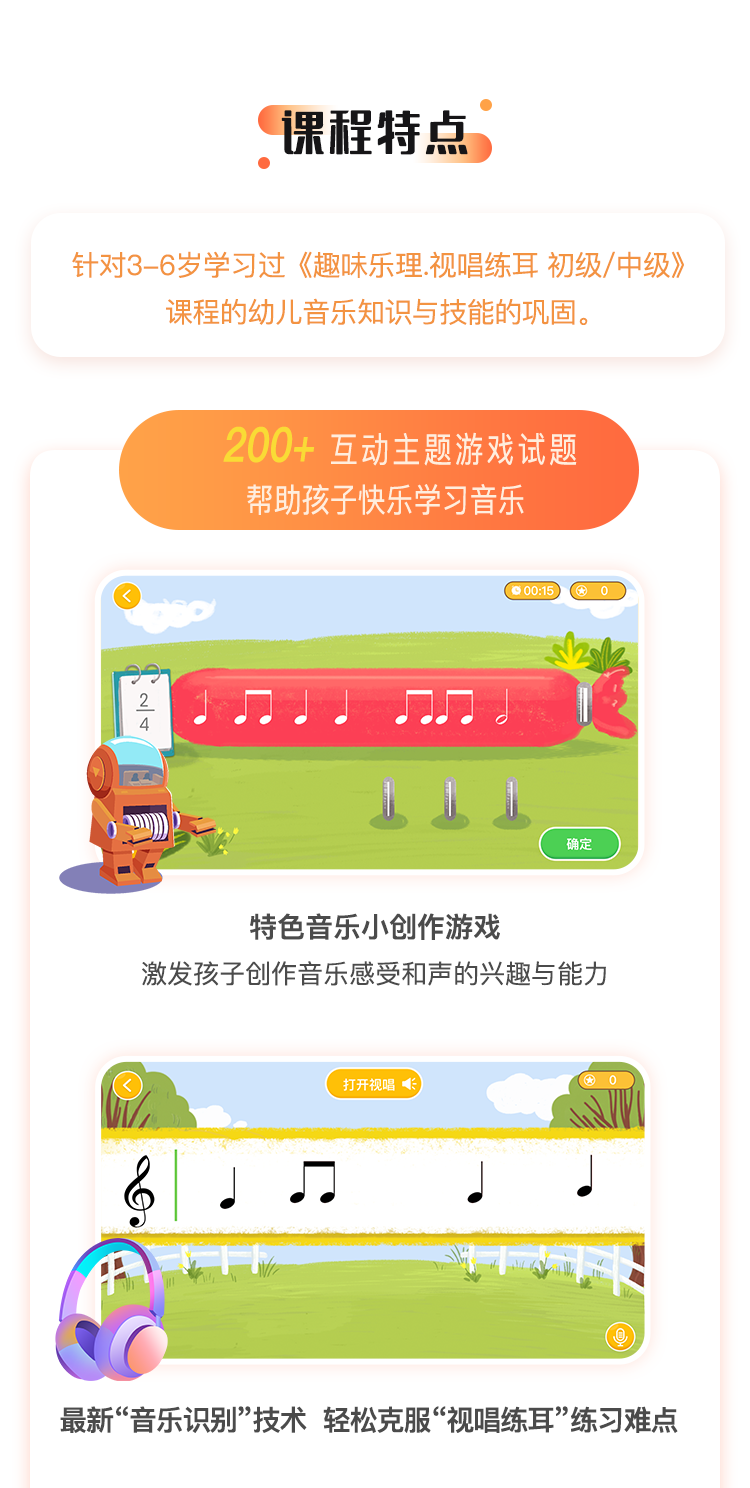 课程特点
针对3-6岁学习过《趣味乐理.视唱练耳 初级/中级》
课程的幼儿音乐知识与技能的巩固。
200+ 互动主题游戏试题
帮助孩子快乐学习音乐
00:15
0
2
4
确定
特色音乐小创作游戏
激发孩子创作音乐感受和声的兴趣与能力
打开视唱
0
最新“音乐识别”技术 轻松克服“视唱练耳”练习难点